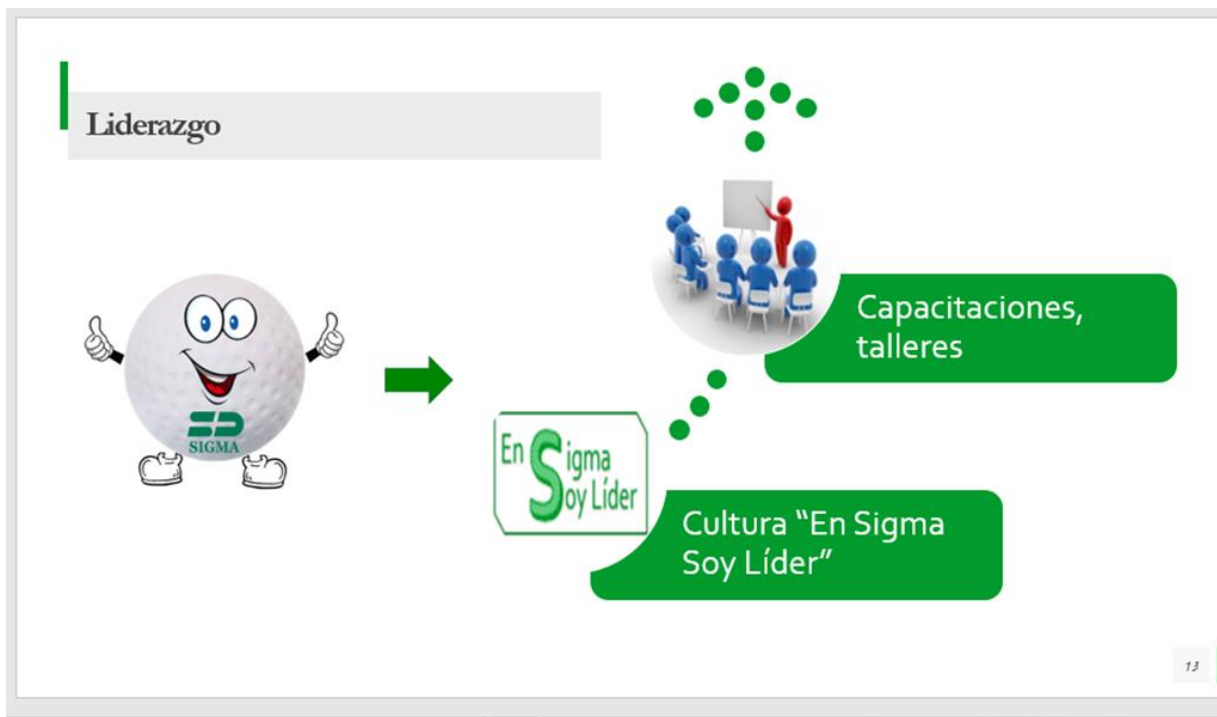 Liderazgo
SIGMA
Capacitaciones,
talleres
En Sigma
Soy Líder
Cultura “En Sigma
Soy Líder”
13